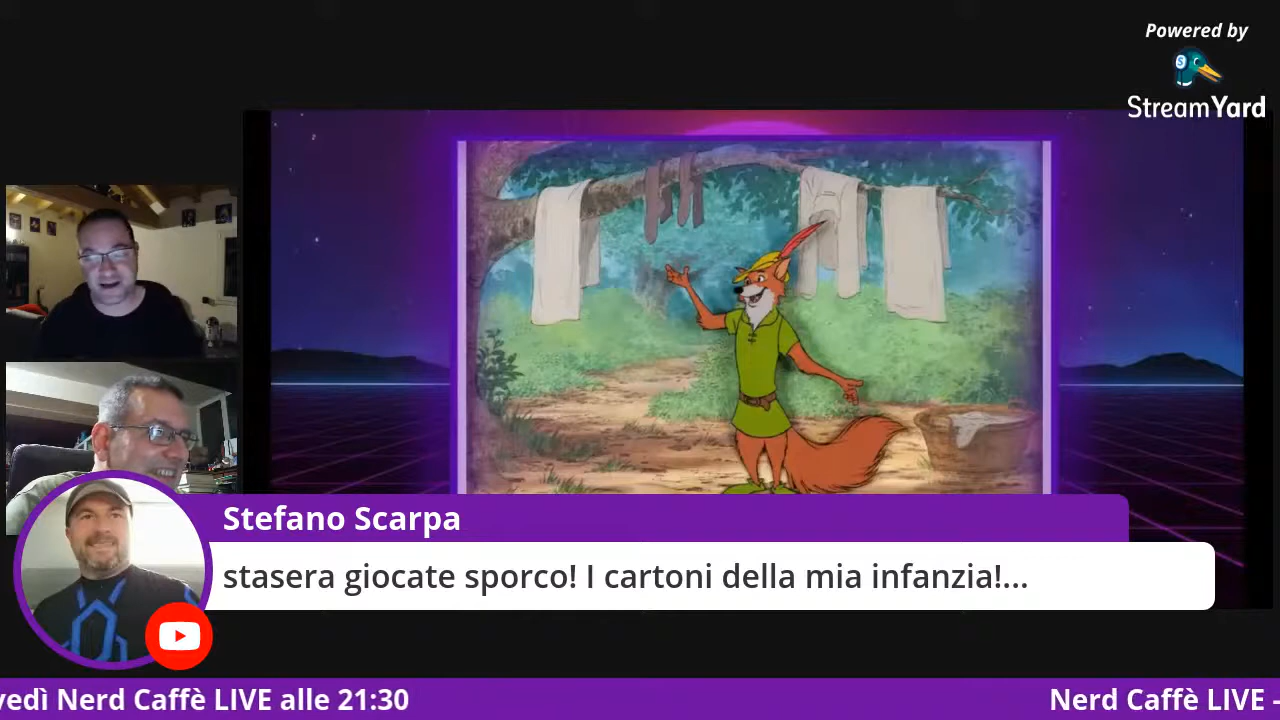 Powered by
StreamYard
Stefano Scarpa
stasera giocate sporco! I cartoni della mia infanzia!...
vedì Nerd Caffè LIVE alle 21:30
Nerd Caffè LIVE -